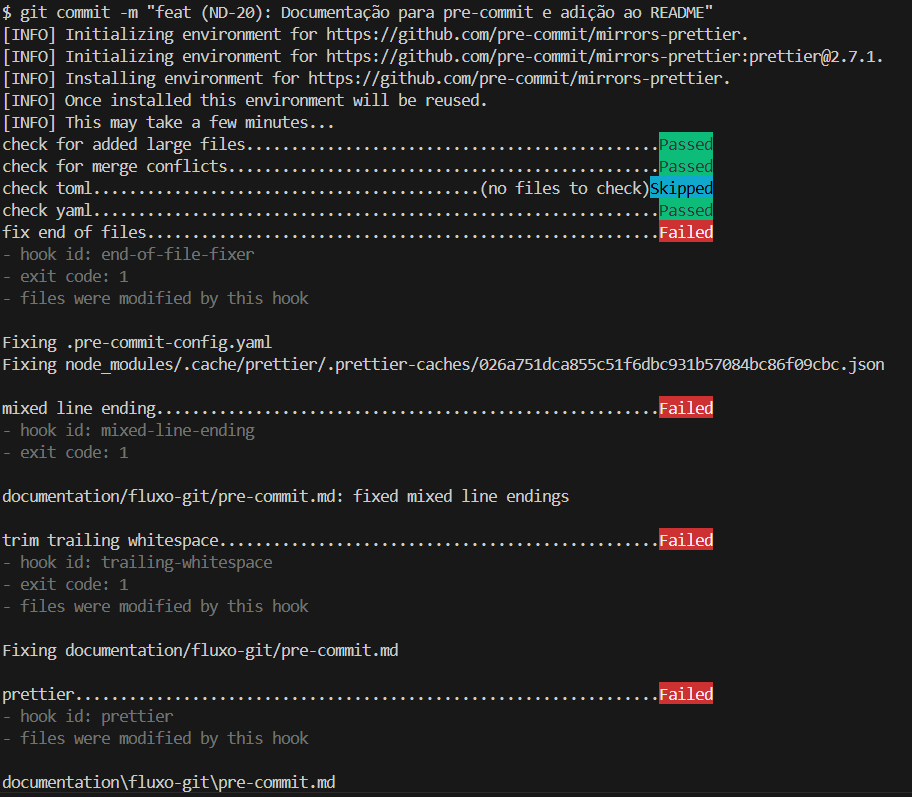 $ git commit -m "feat (ND-20): Documentação para pre-commit e adição ao README"
[INFO] Initializing environment for https://github.com/pre-commit/mirrors-prettier.
[INFO] Initializing environment for https://github.com/pre-commit/mirrors-prettier:prettier@2.7.1.
[INFO] Installing environment for https://github.com/pre-commit/mirrors-prettier.
[INFO] Once installed this environment will be reused.
[INFO] This may take a few minutes...
check for added large files..............................................Passed
check for merge conflicts................................................Passed
check toml...........................................(no files to check)Skipped
check yaml...............................................................Passed
fix end of files.........................................................Failed
- hook id: end-of-file-fixer
- exit code: 1
- files were modified by this hook
Fixing .pre-commit-config.yaml
Fixing node_modules/.cache/prettier/.prettier-caches/026a751dca855c51f6dbc931b57084bc86f09cbc.json
mixed line ending........................................................Failed
- hook id: mixed-line-ending
- exit code: 1
documentation/fluxo-git/pre-commit.md: fixed mixed line endings
trim trailing whitespace.................................................Failed
- hook id: trailing-whitespace
- exit code: 1
- files were modified by this hook
Fixing documentation/fluxo-git/pre-commit.md
prettier.................................................................Failed
- hook id: prettier
- files were modified by this hook
documentation\fluxo-git\pre-commit.md